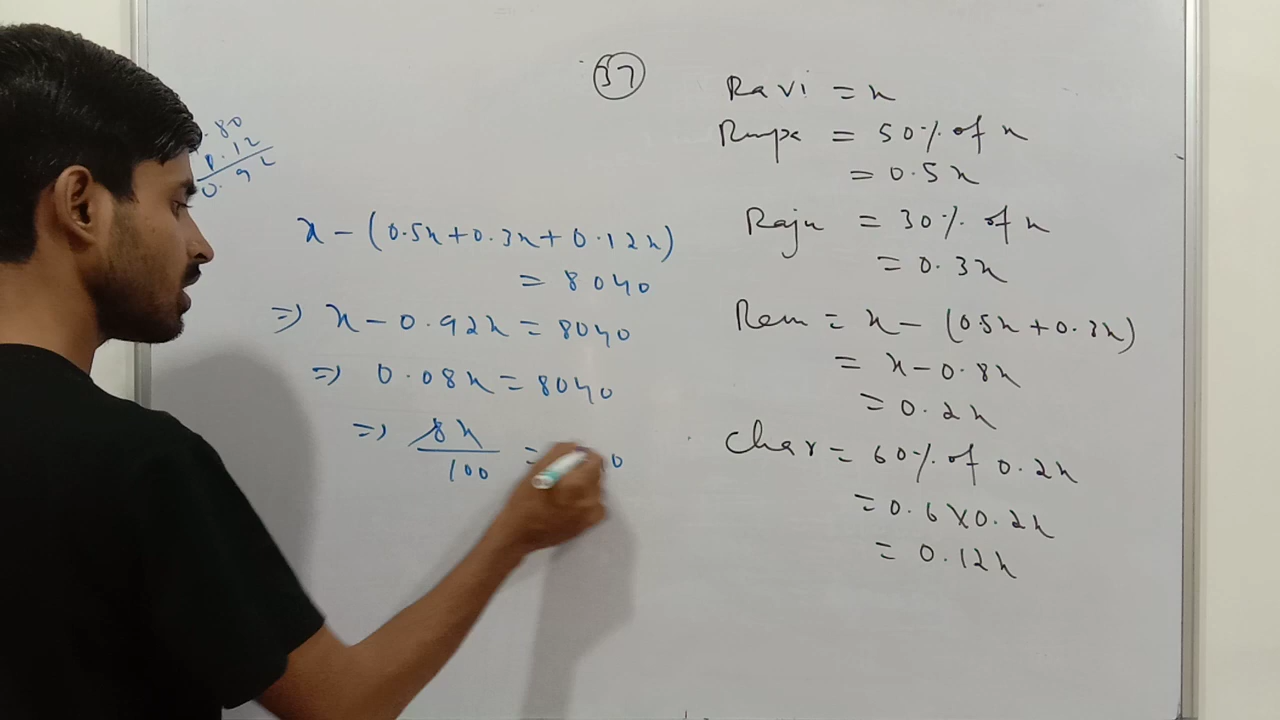 37
.80
0.12
0.92
x - (0.5x + 0.3x + 0.12x)
= 8040
=> x - 0.92x = 8040
=> 0.08x = 8040
=> 8x/100 =
Ravi = x
Rupa = 50% of x
= 0.5x
Raju = 30% of x
= 0.3x
Rem = x - (0.5x + 0.3x)
= x - 0.8x
= 0.2x
Char = 60% of 0.2x
= 0.6 X 0.2x
= 0.12x